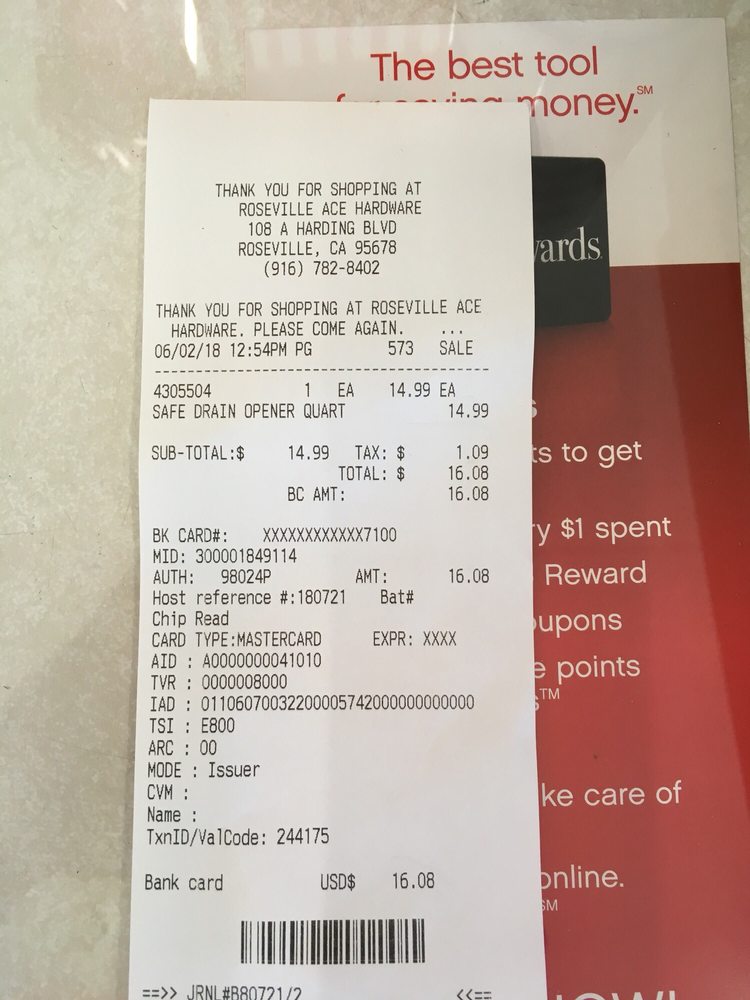 The best tool
saving money.SM
THANK YOU FOR SHOPPING AT
ROSEVILLE ACE HARDWARE
108 A HARDING BLVD
ROSEVILLE, CA 95678
(916) 782-8402
THANK YOU FOR SHOPPING AT ROSEVILLE ACE
HARDWARE. PLEASE COME AGAIN. ...
06/02/18 12:54PM PG 573 SALE
4305504 1 EA 14.99 EA
SAFE DRAIN OPENER QUART 14.99
SUB-TOTAL:$ 14.99 TAX: $ 1.09
TOTAL: $ 16.08
BC AMT: 16.08
BK CARD#: XXXXXXXXXXXX7100
MID: 300001849114
AUTH: 98024P AMT: 16.08
Host reference #:180721 Bat#
Chip Read
CARD TYPE:MASTERCARD EXPR: XXXX
AID : A0000000041010
TVR : 0000008000
IAD : 0110607003220000574200000000000
TSI : E800
ARC : 00
MODE : Issuer
CVM :
Name :
TxnID/ValCode: 244175
Bank card USD$ 16.08
==>> JRNL#B80721/2 <<==
ards
ts to get
y $1 spent
Reward
upons
e points
TM
ke care of
online.
SM